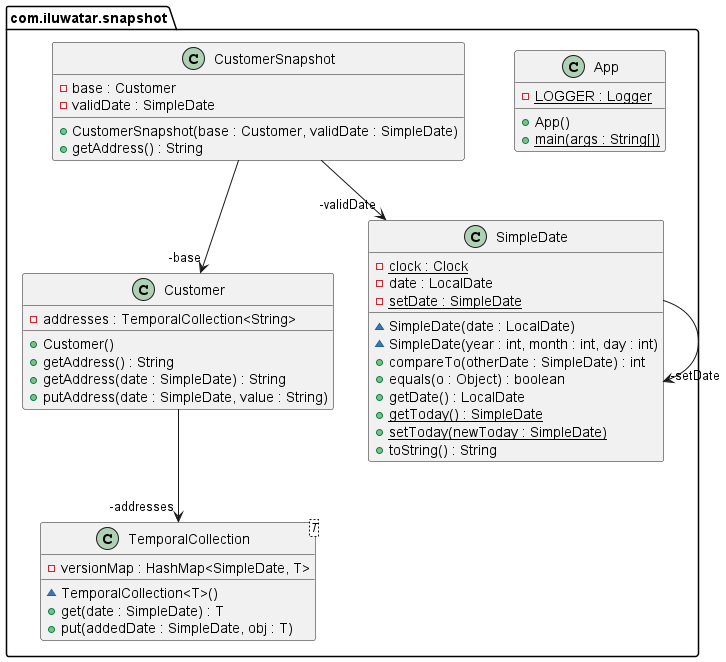 com.iluwatar.snapshot
C CustomerSnapshot
base : Customer
validDate : SimpleDate
CustomerSnapshot(base : Customer, validDate : SimpleDate)
getAddress() : String
C App
LOGGER : Logger
App()
main(args : String[])
-validDate
-base
C SimpleDate
clock : Clock
date : LocalDate
setDate : SimpleDate
SimpleDate(date : LocalDate)
SimpleDate(year : int, month : int, day : int)
compareTo(otherDate : SimpleDate) : int
equals(o : Object) : boolean
getDate() : LocalDate
getToday() : SimpleDate
setToday(newToday : SimpleDate)
toString() : String
-setDate
C Customer
addresses : TemporalCollection<String>
Customer()
getAddress() : String
getAddress(date : SimpleDate) : String
putAddress(date : SimpleDate, value : String)
-addresses
C TemporalCollection
T
versionMap : HashMap<SimpleDate, T>
TemporalCollection<T>()
get(date : SimpleDate) : T
put(addedDate : SimpleDate, obj : T)